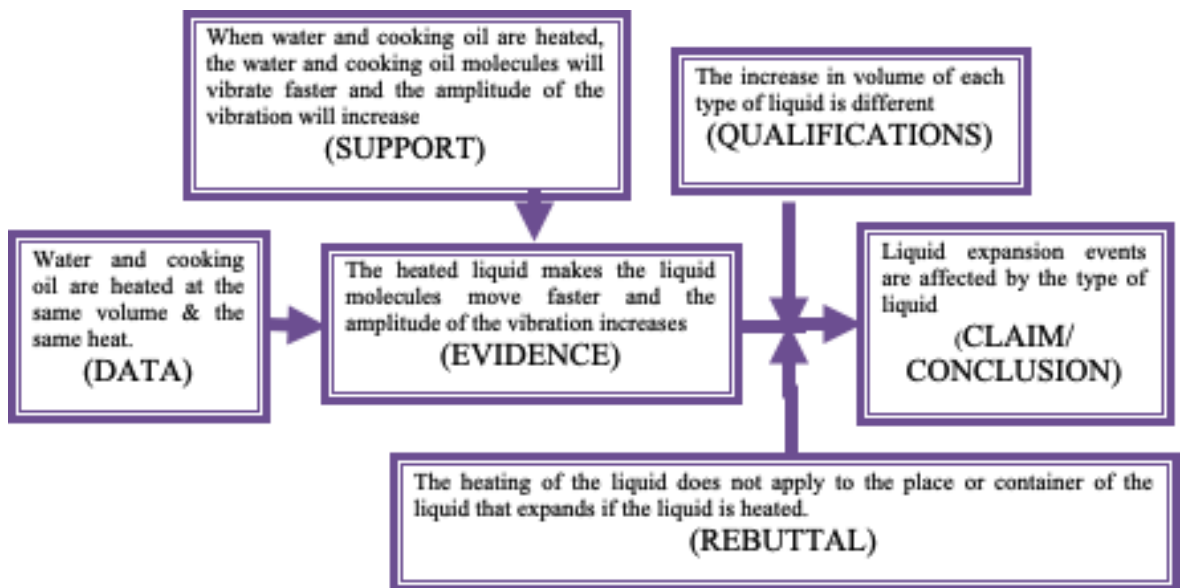 When water and cooking oil are heated,
the water and cooking oil molecules will
vibrate faster and the amplitude of the
vibration will increase
(SUPPORT)
The increase in volume of each
type of liquid is different
(QUALIFICATIONS)
Water and cooking
oil are heated at the
same volume & the
same heat.
(DATA)
The heated liquid makes the liquid
molecules move faster and the
amplitude of the vibration increases
(EVIDENCE)
Liquid expansion events
are affected by the type of
liquid
(CLAIM/
CONCLUSION)
The heating of the liquid does not apply to the place or container of the
liquid that expands if the liquid is heated.
(REBUTTAL)